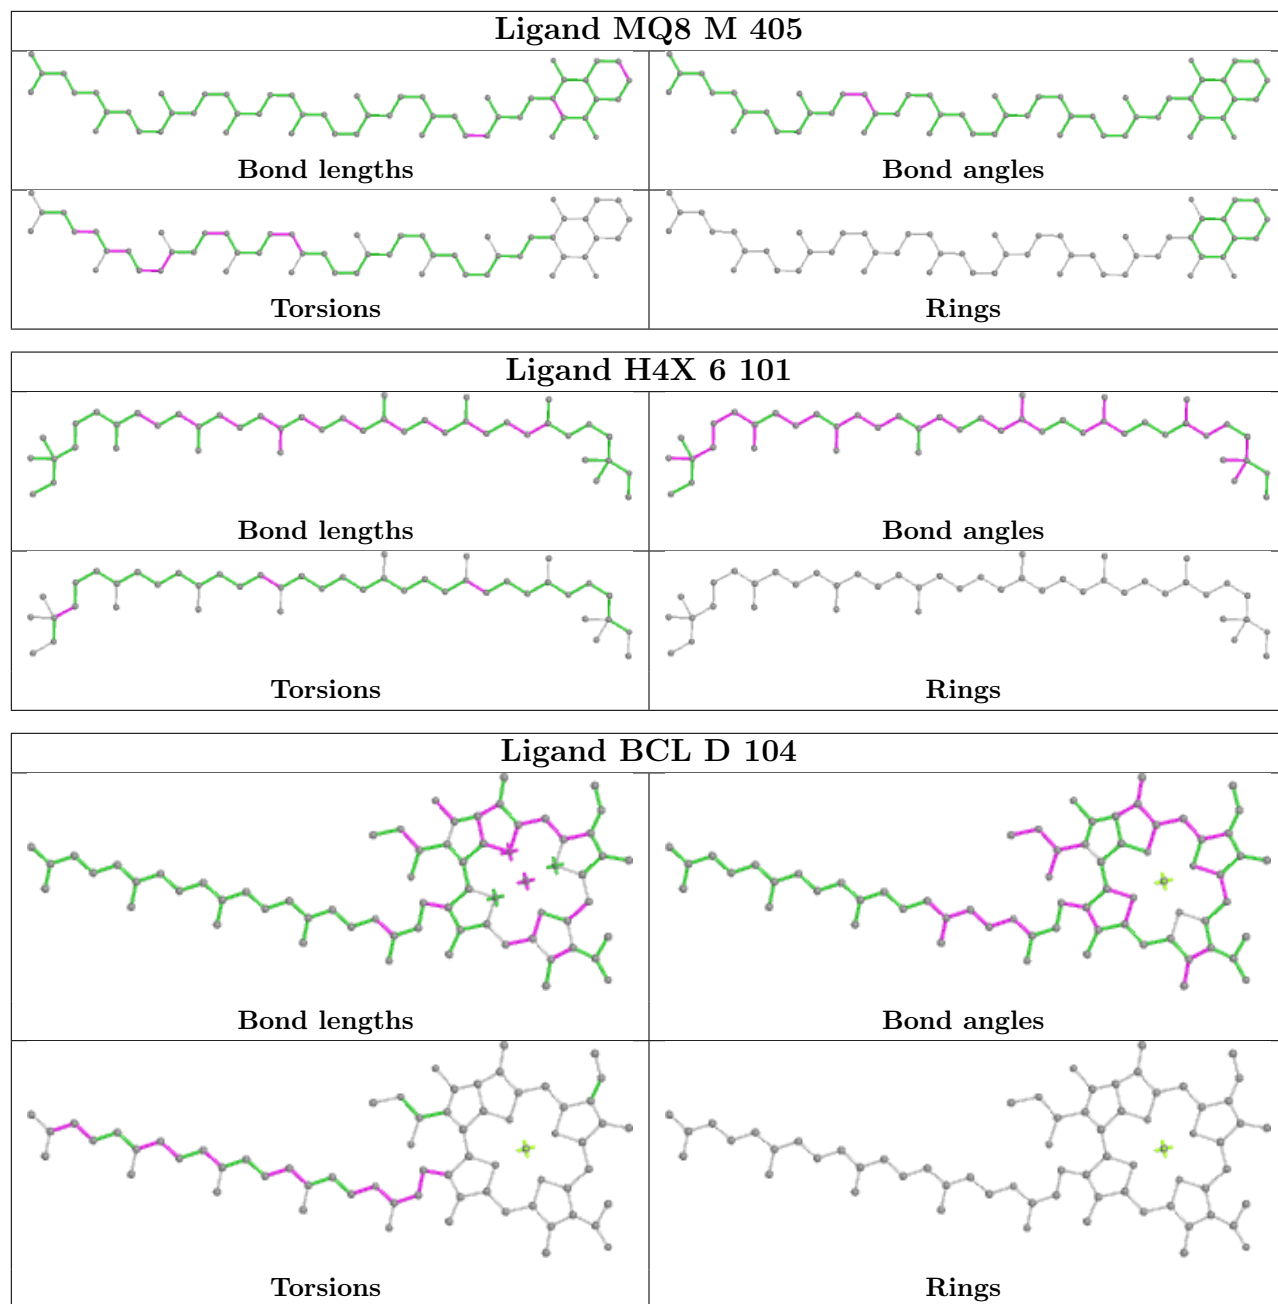 Ligand MQ8 M 405
Bond lengths
Bond angles
Torsions
Rings
Ligand H4X 6 101
Bond lengths
Bond angles
Torsions
Rings
Ligand BCL D 104
Bond lengths
Bond angles
Torsions
Rings